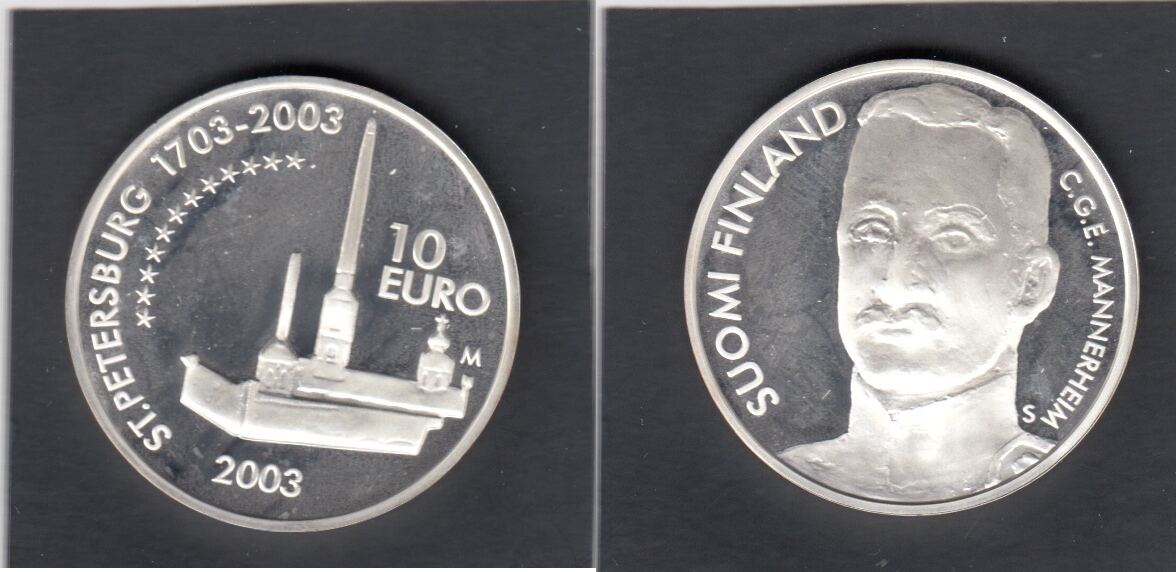 ST.PETERSBURG 1703-2003
10
EURO
M
2003
SUOMI FINLAND
C.G.E. MANNERHEIM
S